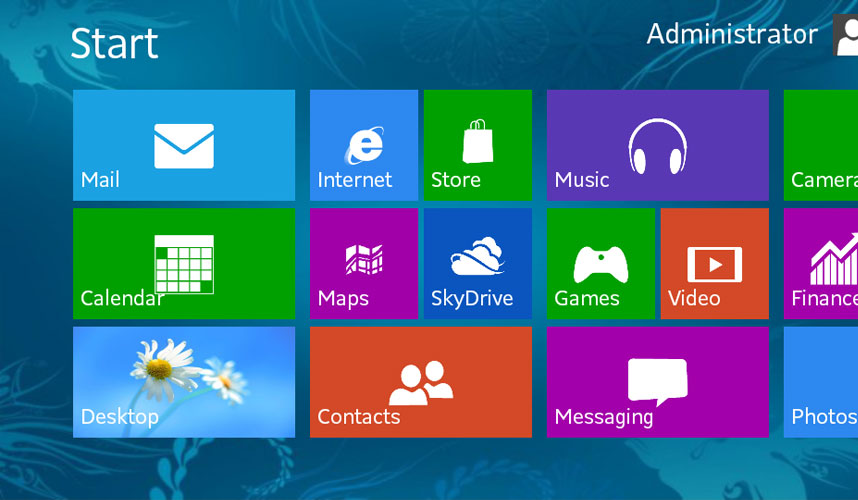 Start
Administrator
Mail
Internet
Store
Music
Camera
Calendar
Maps
SkyDrive
Games
Video
Finance
Desktop
Contacts
Messaging
Photos